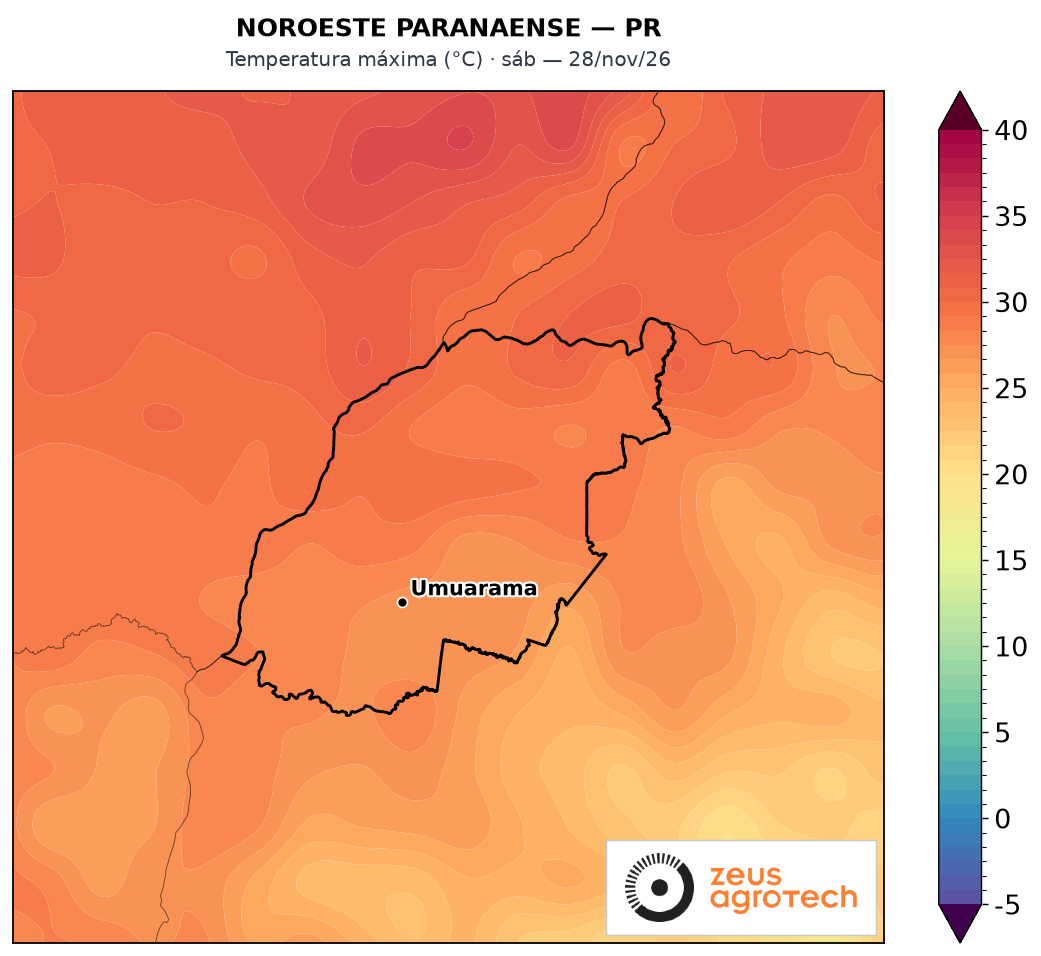 NOROESTE PARANAENSE — PR
Temperatura máxima (°C) · sáb — 28/nov/26
40
35
30
25
20
15
10
5
0
-5
Umuarama
zeus
agrotech